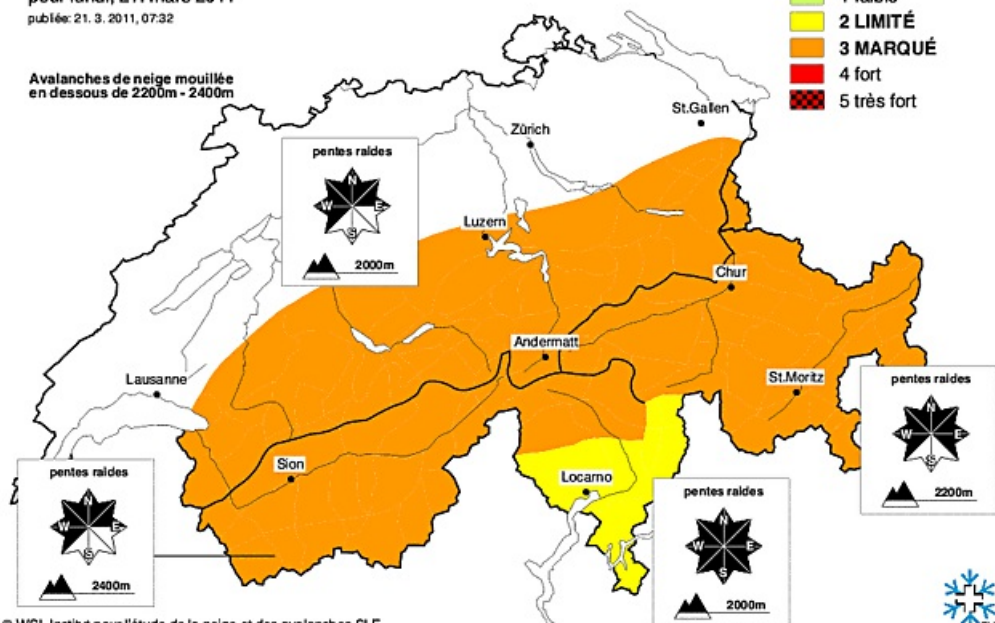 publiée: 21. 3. 2011, 07:32
2 LIMITÉ
3 MARQUÉ
4 fort
5 très fort
Avalanches de neige mouillée
en dessous de 2200m - 2400m
St.Gallen
Zürich
pentes raides
N
W E
S
2000m
Luzern
Chur
Andermatt
Lausanne
St.Moritz
pentes raides
N
W E
S
2200m
Sion
pentes raides
N
W E
S
2400m
Locarno
pentes raides
N
W E
S
2000m